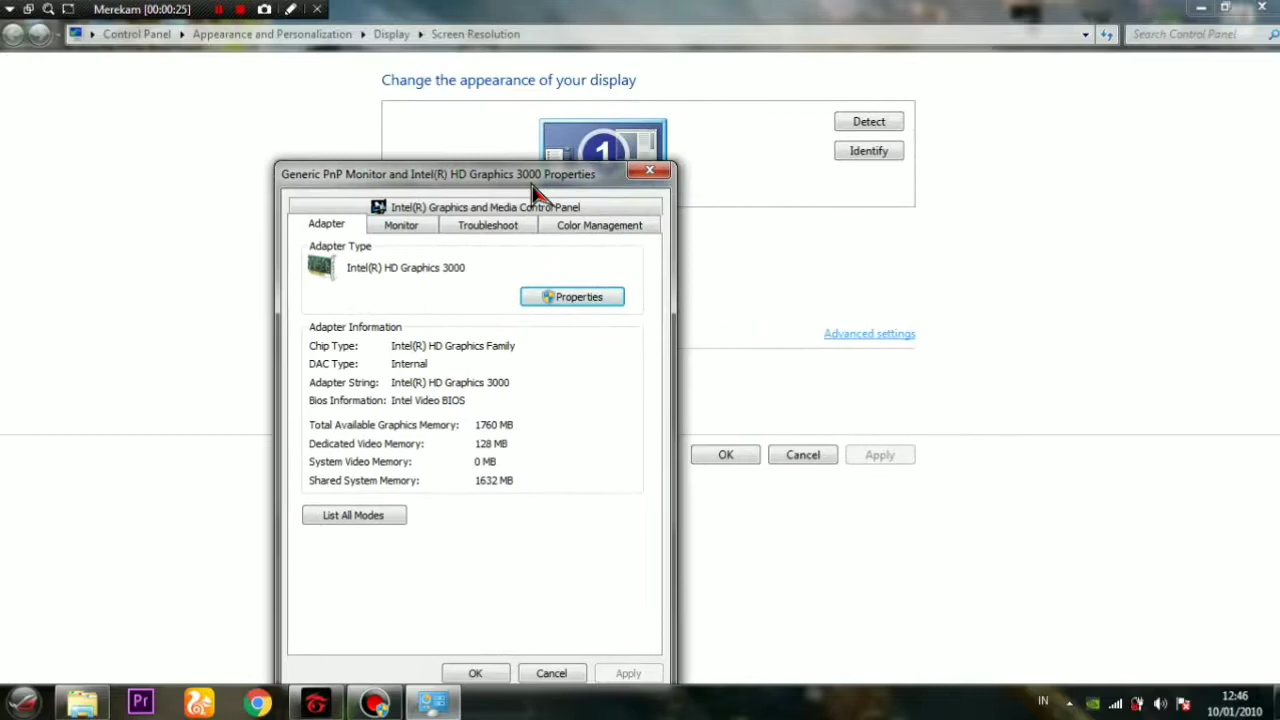 Merekam [00:00:25]
Control Panel Appearance and Personalization Display Screen Resolution
Search Control Panel
Change the appearance of your display
Detect
1
Identify
Generic PnP Monitor and Intel(R) HD Graphics 3000 Properties
Intel(R) Graphics and Media Control Panel
Adapter Monitor Troubleshoot Color Management
Adapter Type
Intel(R) HD Graphics 3000
Properties
Adapter Information
Chip Type: Intel(R) HD Graphics Family
DAC Type: Internal
Adapter String: Intel(R) HD Graphics 3000
Bios Information: Intel Video BIOS
Total Available Graphics Memory: 1760 MB
Dedicated Video Memory: 128 MB
System Video Memory: 0 MB
Shared System Memory: 1632 MB
List All Modes
OK Cancel Apply
Advanced settings
OK Cancel Apply
Pr
IN
12:46
10/01/2010